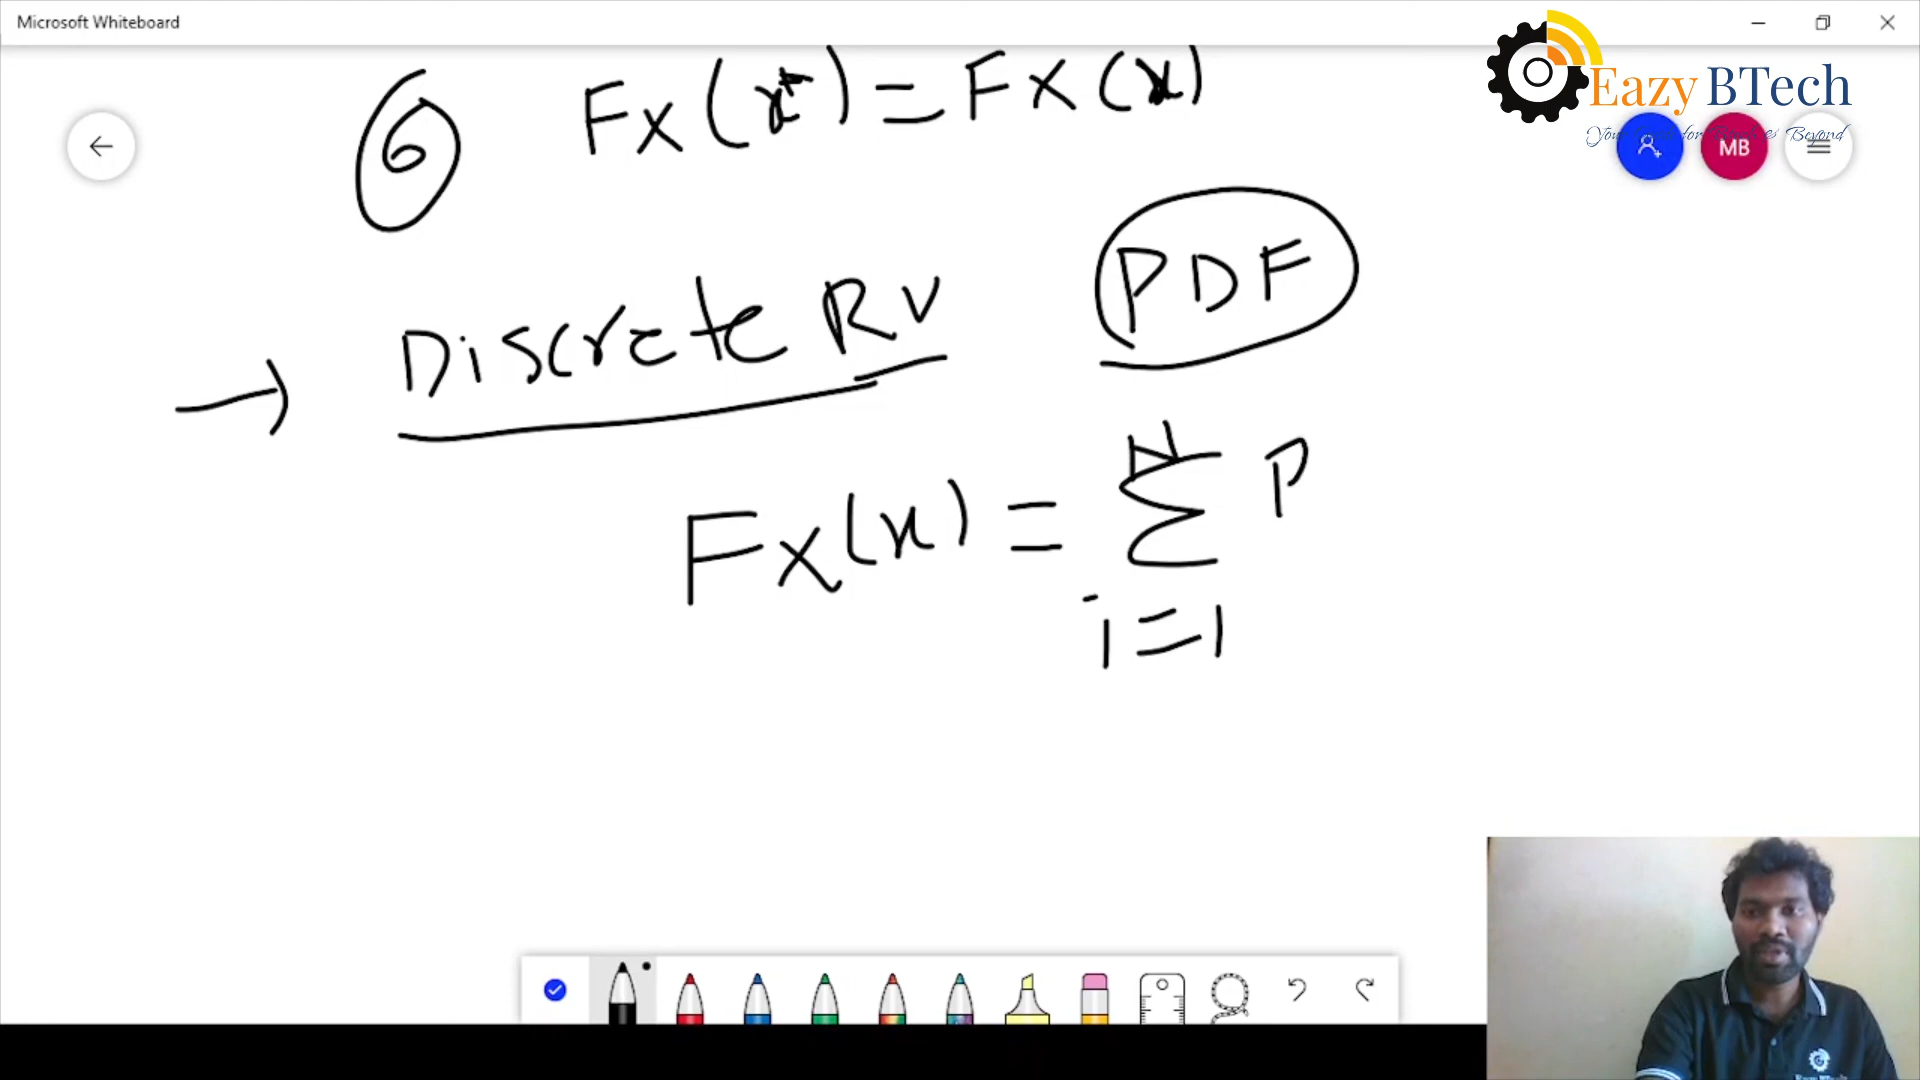 Microsoft Whiteboard
Eazy BTech
MB
6 Fx(x⁺) = Fx(x)
→ Discrete RV PDF
N
Fx(x) = Σ P
i=1